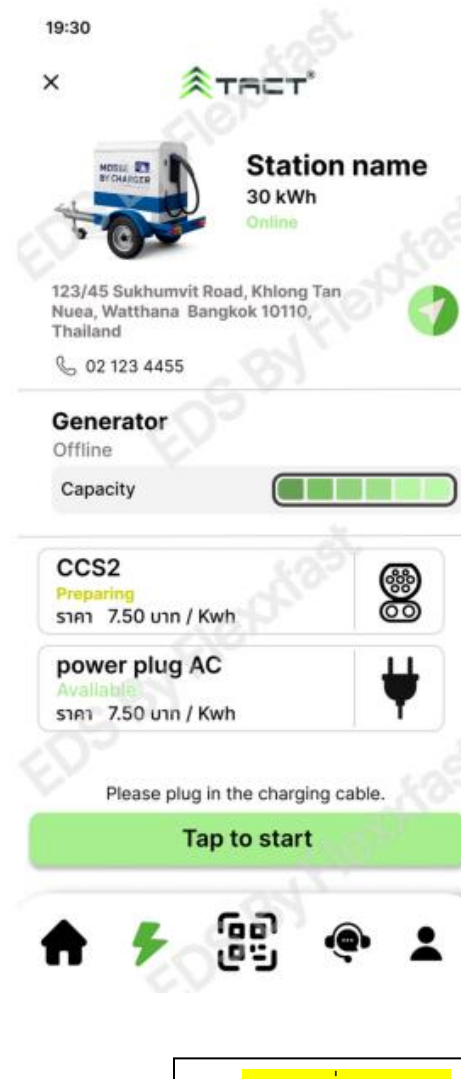 19:30
TACT®
MOBILE
BY CHARGER
Station name
30 kWh
Online
123/45 Sukhumvit Road, Khlong Tan
Nuea, Watthana Bangkok 10110,
Thailand
02 123 4455
Generator
Offline
Capacity
CCS2
Preparing
ราคา 7.50 บาท / Kwh
power plug AC
Available
ราคา 7.50 บาท / Kwh
Please plug in the charging cable.
Tap to start
EDS By Flexxfast